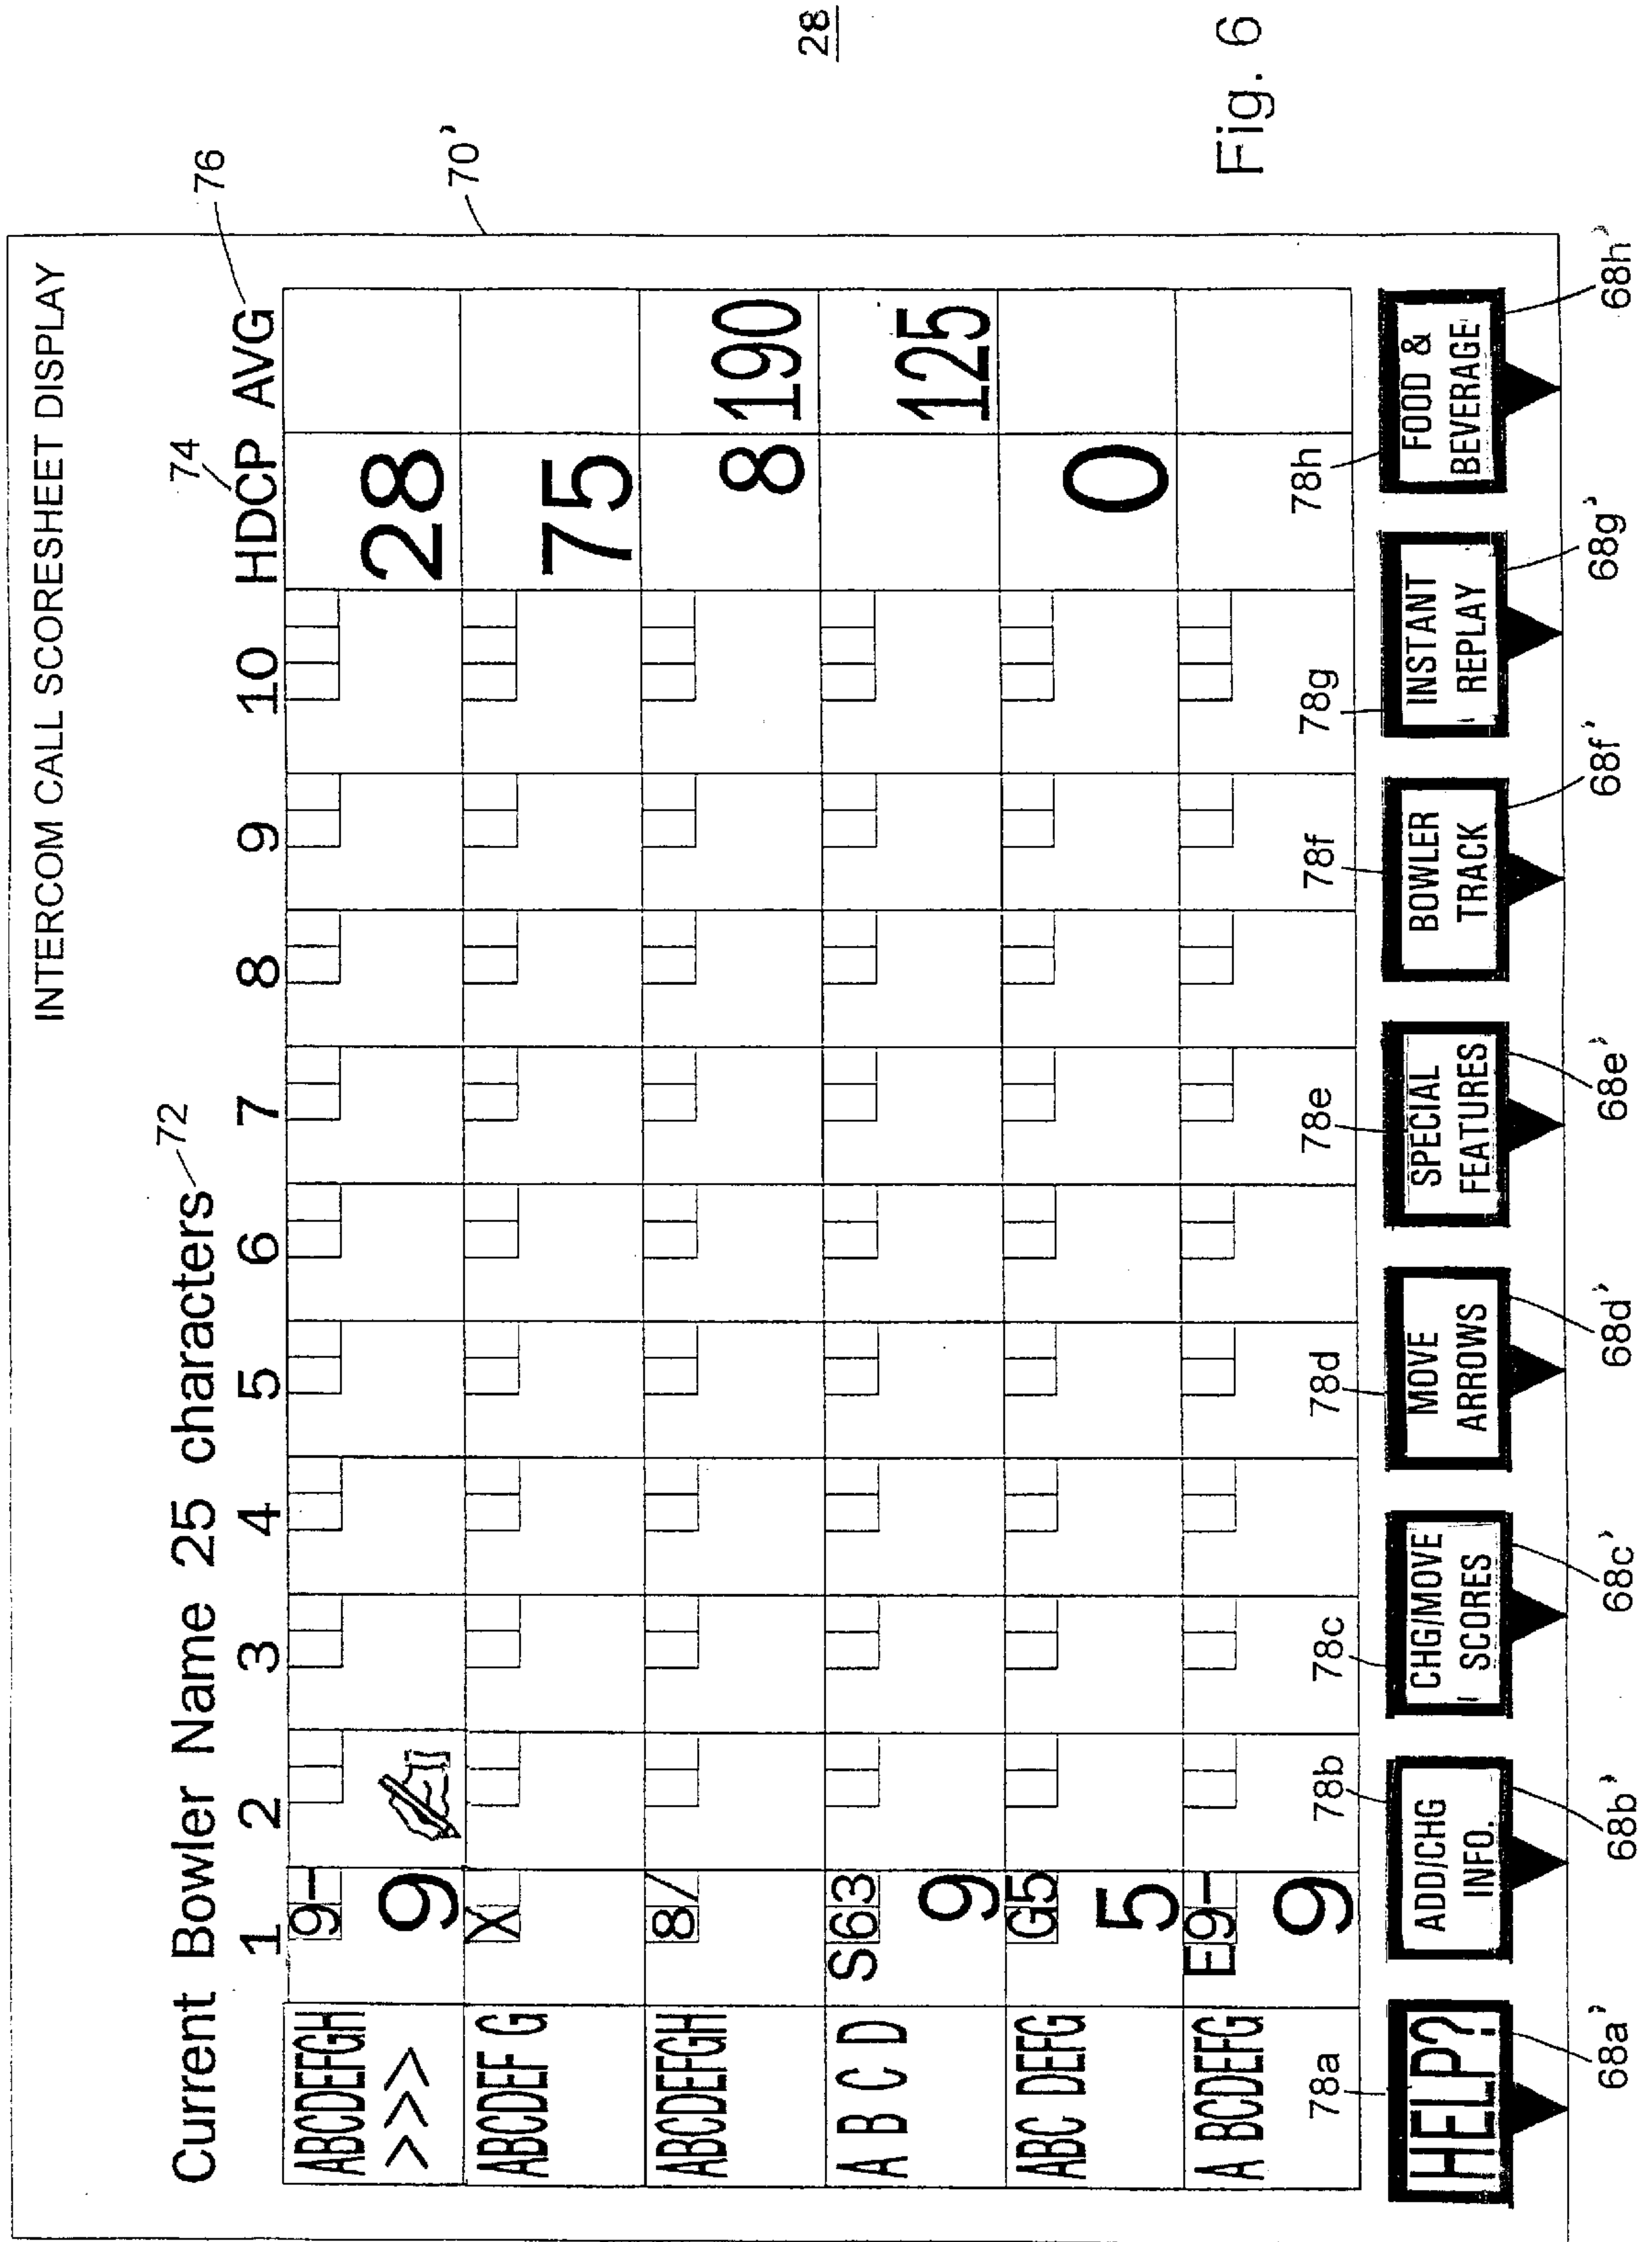 INTERCOM CALL SCORESHEET DISPLAY
Current Bowler Name 25 characters 72
1 2 3 4 5 6 7 8 9 10 HDCP AVG
74
76
70’
ABCDEFGH 9-
>>> 9 28
ABCDEF G X
75
ABCDEFGH 8/
8 190
A B C D S63
9 125
ABC DEFG G5
5 0
A BCDEFG E9-
9
78a 78b 78c 78d 78e 78f 78g 78h
HELP? ADD/CHG CHG/MOVE MOVE SPECIAL BOWLER INSTANT FOOD &
INFO. SCORES ARROWS FEATURES TRACK REPLAY BEVERAGE
68a’ 68b’ 68c’ 68d’ 68e’ 68f’ 68g’ 68h’
28
Fig. 6